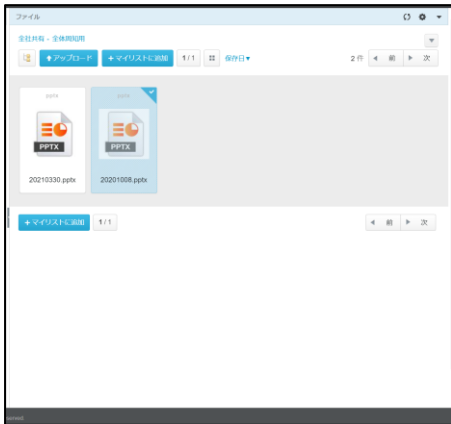 ファイル
全社共有 - 全体周知用
アップロード +マイリストに追加 1/1 保存日▼ 2 件 ◀ 前 ▶ 次
pptx pptx
PPTX PPTX
20210330.pptx 20201008.pptx
+マイリストに追加 1/1 ◀ 前 ▶ 次